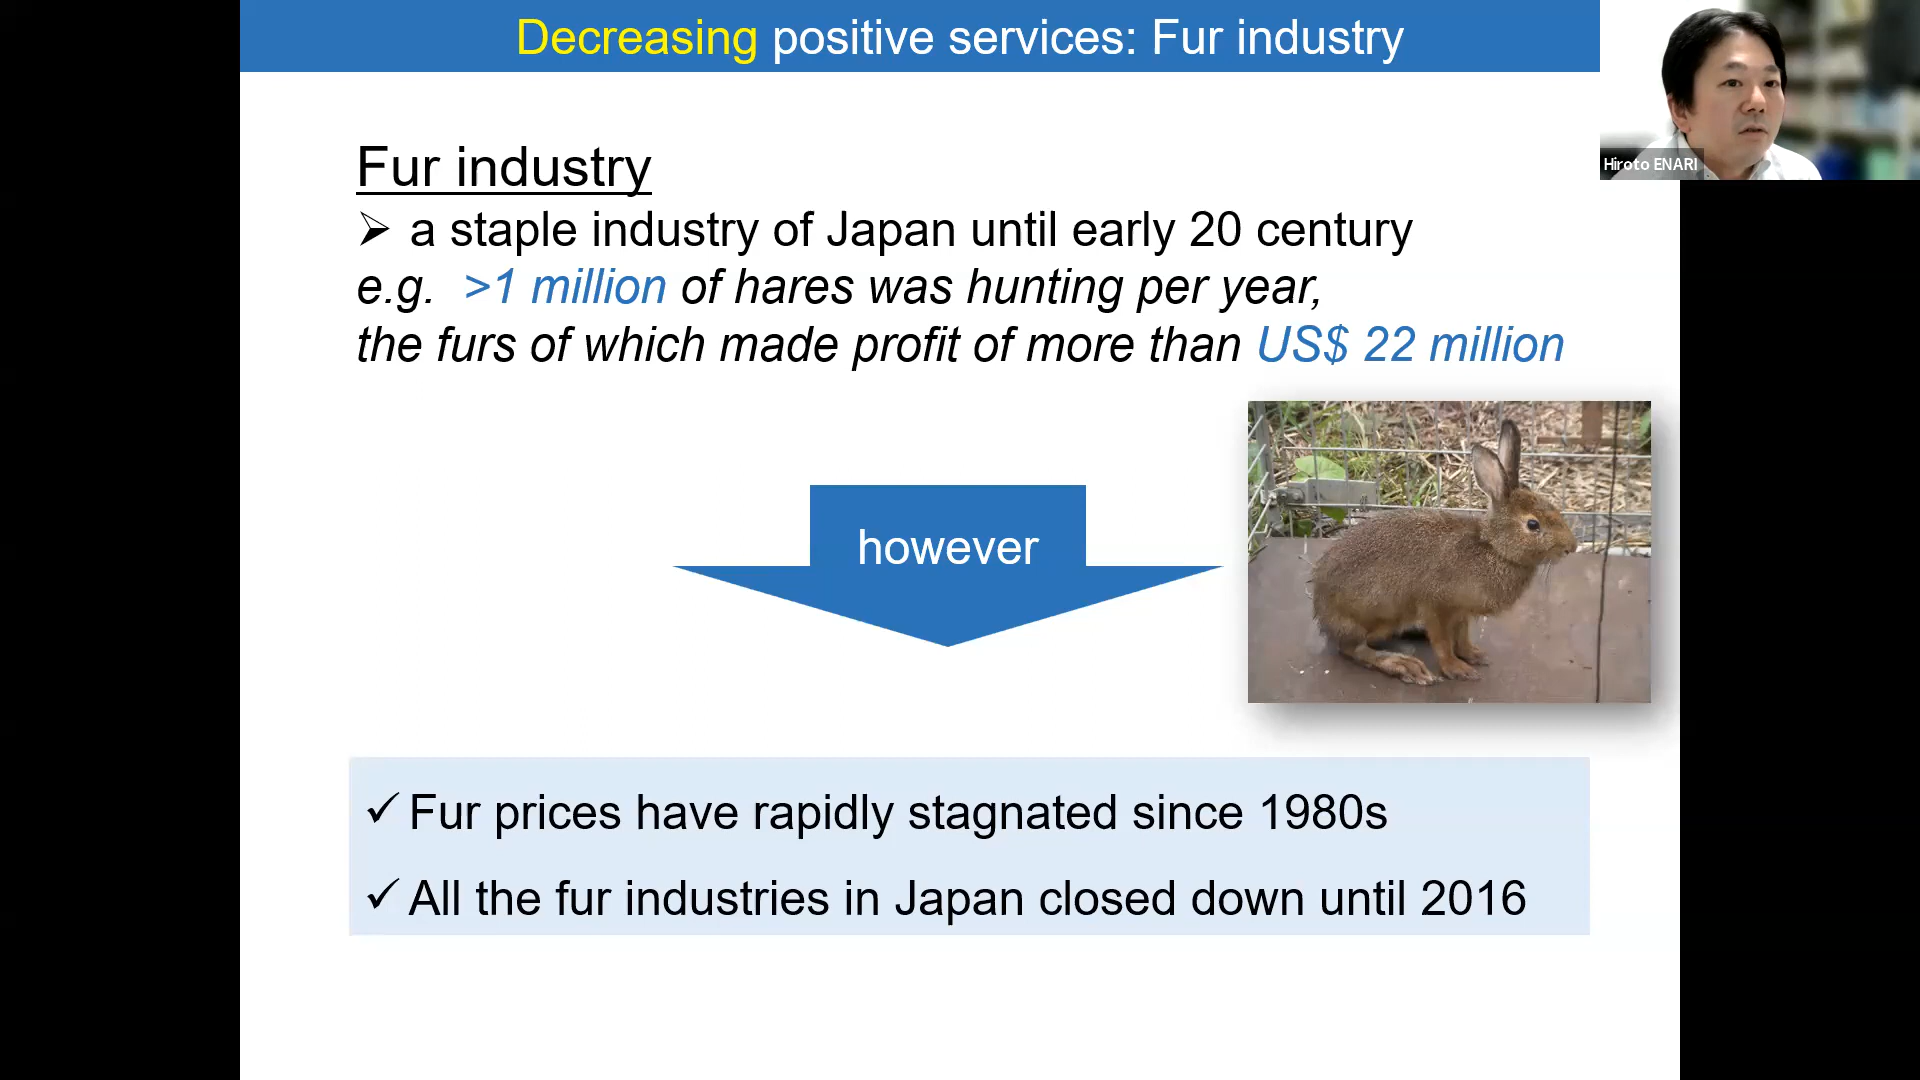 Decreasing positive services: Fur industry
Hiroto ENARI
Fur industry
➢ a staple industry of Japan until early 20 century
e.g. >1 million of hares was hunting per year,
the furs of which made profit of more than US$ 22 million
however
✓ Fur prices have rapidly stagnated since 1980s
✓ All the fur industries in Japan closed down until 2016